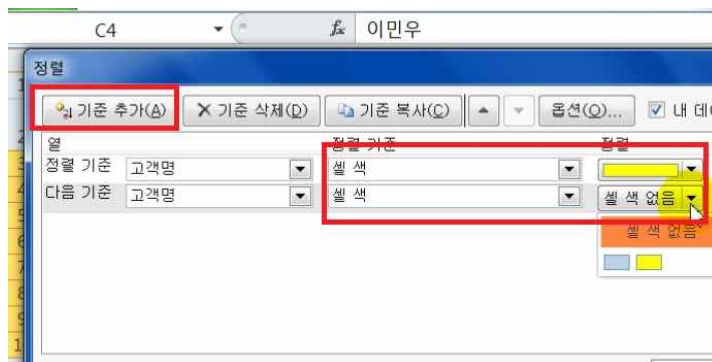 C4 fx 이민우
정렬
기준 추가(A) 기준 삭제(D) 기준 복사(C) 옵션(O)... 내 데이
열 정렬 기준 정렬
정렬 기준 고객명 셀 색
다음 기준 고객명 셀 색 셀 색 없음
셀 색 없음